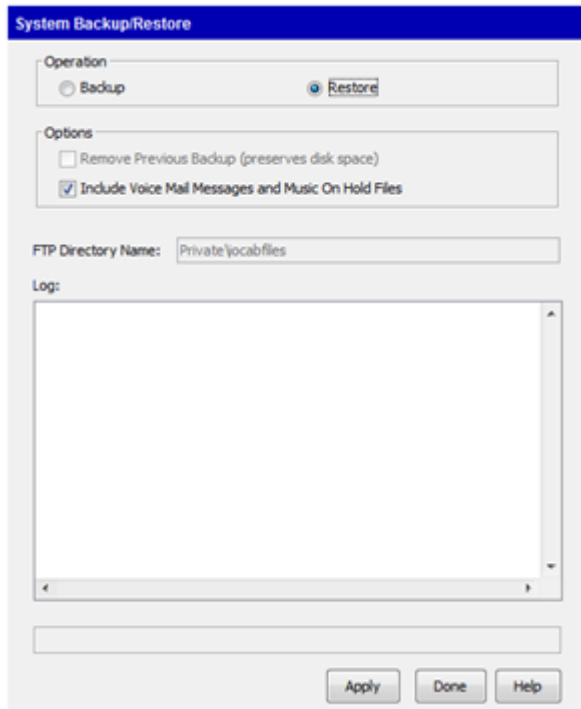 System Backup/Restore
Operation
Backup Restore
Options
Remove Previous Backup (preserves disk space)
Include Voice Mail Messages and Music On Hold Files
FTP Directory Name: Private\jocabfiles
Log:
Apply Done Help